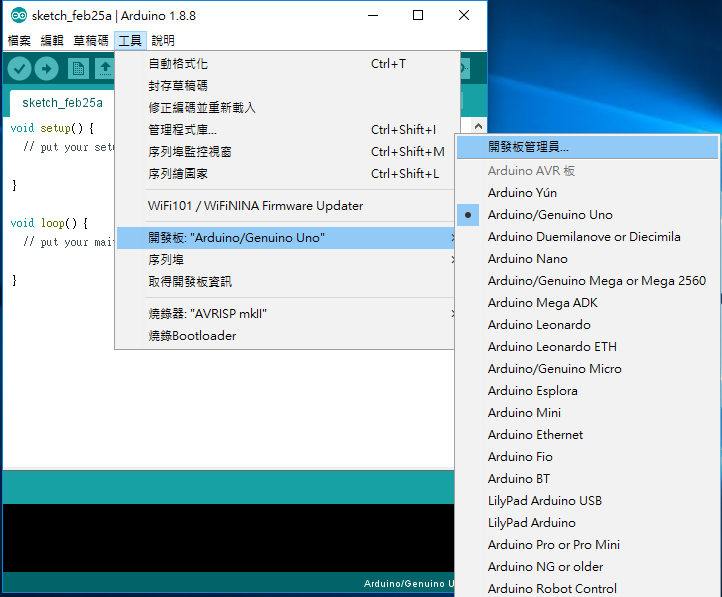 sketch_feb25a | Arduino 1.8.8
檔案 編輯 草稿碼 工具 說明
sketch_feb25a
void setup() {
// put your set
}
void loop() {
// put your mai
}
自動格式化 Ctrl+T
封存草稿碼
修正編碼並重新載入
管理程式庫... Ctrl+Shift+I
序列埠監控視窗 Ctrl+Shift+M
序列繪圖家 Ctrl+Shift+L
WiFi101 / WiFiNINA Firmware Updater
開發板: "Arduino/Genuino Uno"
序列埠
取得開發板資訊
燒錄器: "AVRISP mkII"
燒錄Bootloader
開發板管理員...
Arduino AVR 板
Arduino Yún
Arduino/Genuino Uno
Arduino Duemilanove or Diecimila
Arduino Nano
Arduino/Genuino Mega or Mega 2560
Arduino Mega ADK
Arduino Leonardo
Arduino Leonardo ETH
Arduino/Genuino Micro
Arduino Esplora
Arduino Mini
Arduino Ethernet
Arduino Fio
Arduino BT
LilyPad Arduino USB
LilyPad Arduino
Arduino Pro or Pro Mini
Arduino NG or older
Arduino Robot Control
Arduino/Genuino U